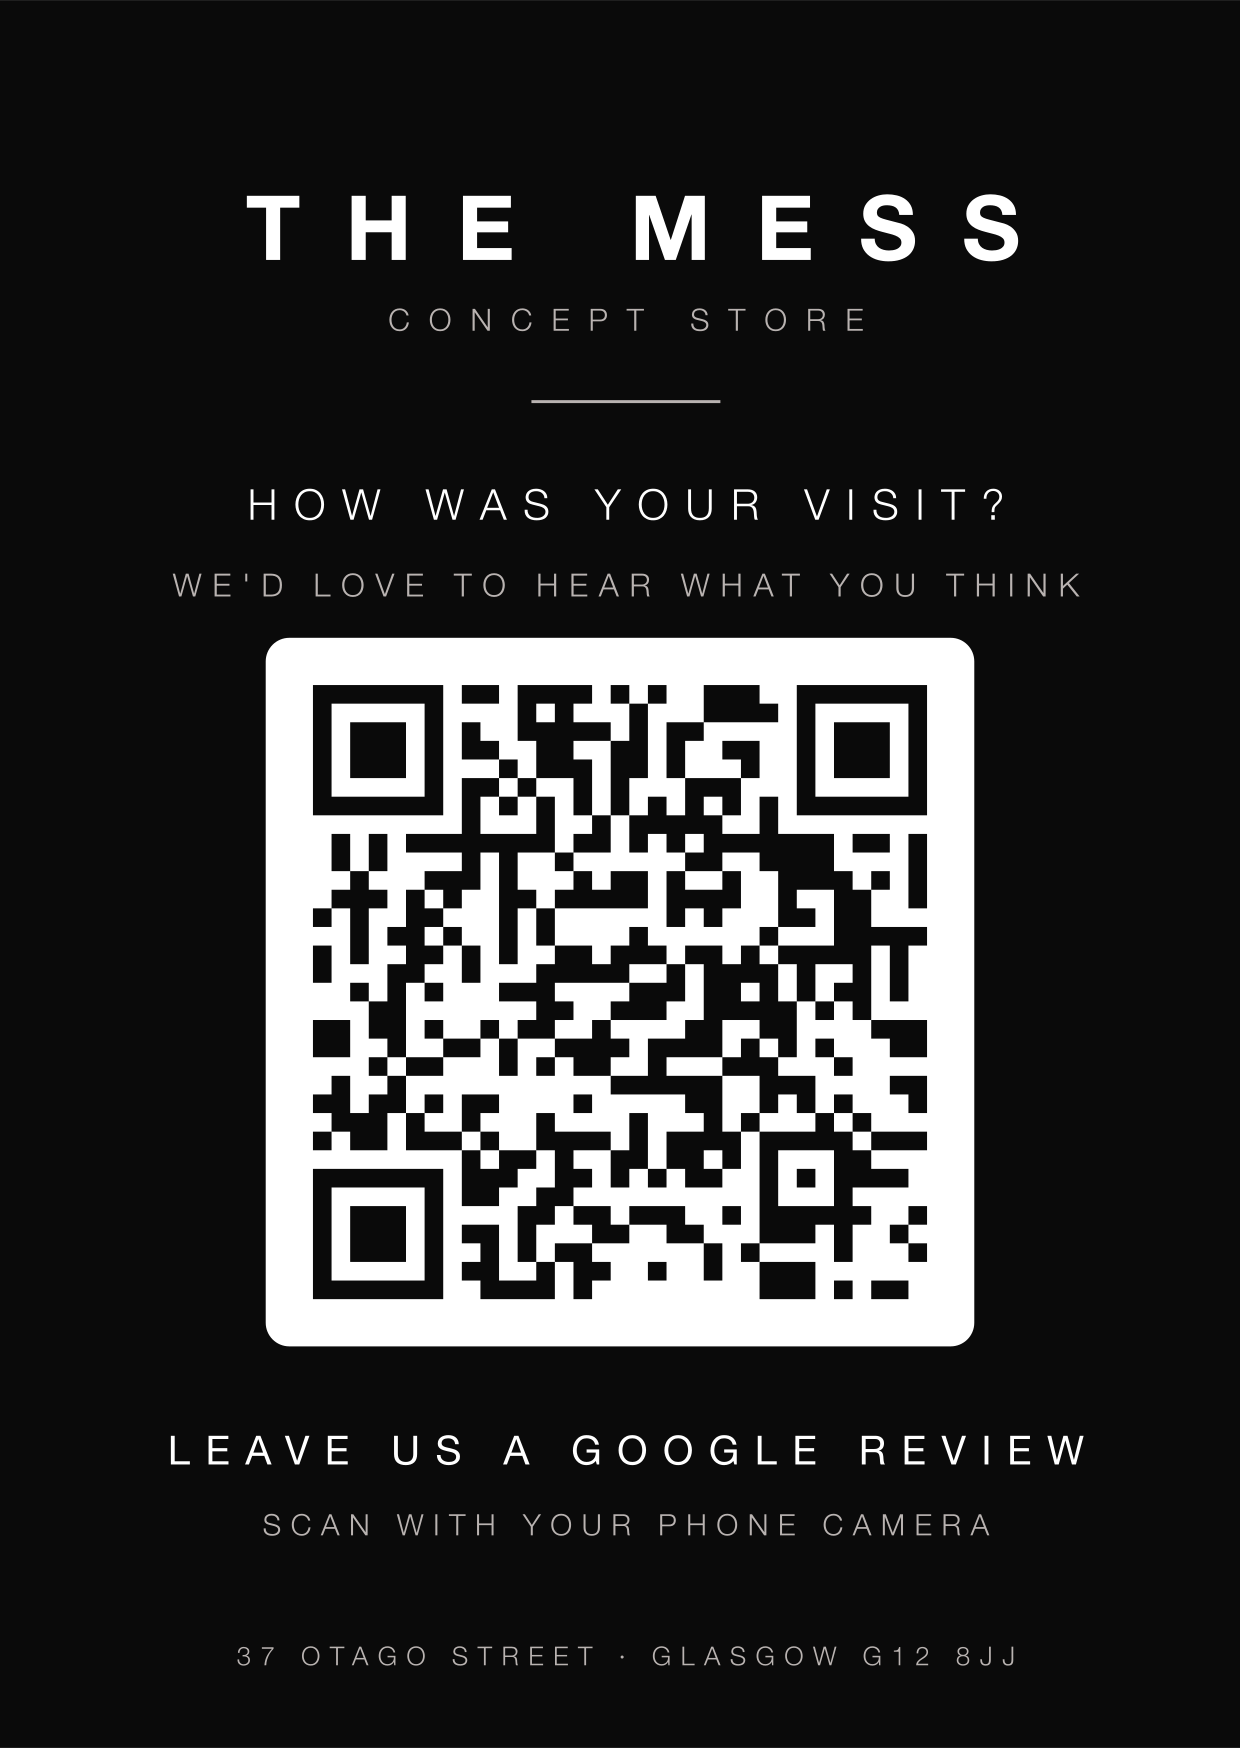 THE MESS
CONCEPT STORE
HOW WAS YOUR VISIT?
WE'D LOVE TO HEAR WHAT YOU THINK
LEAVE US A GOOGLE REVIEW
SCAN WITH YOUR PHONE CAMERA
37 OTAGO STREET · GLASGOW G12 8JJ